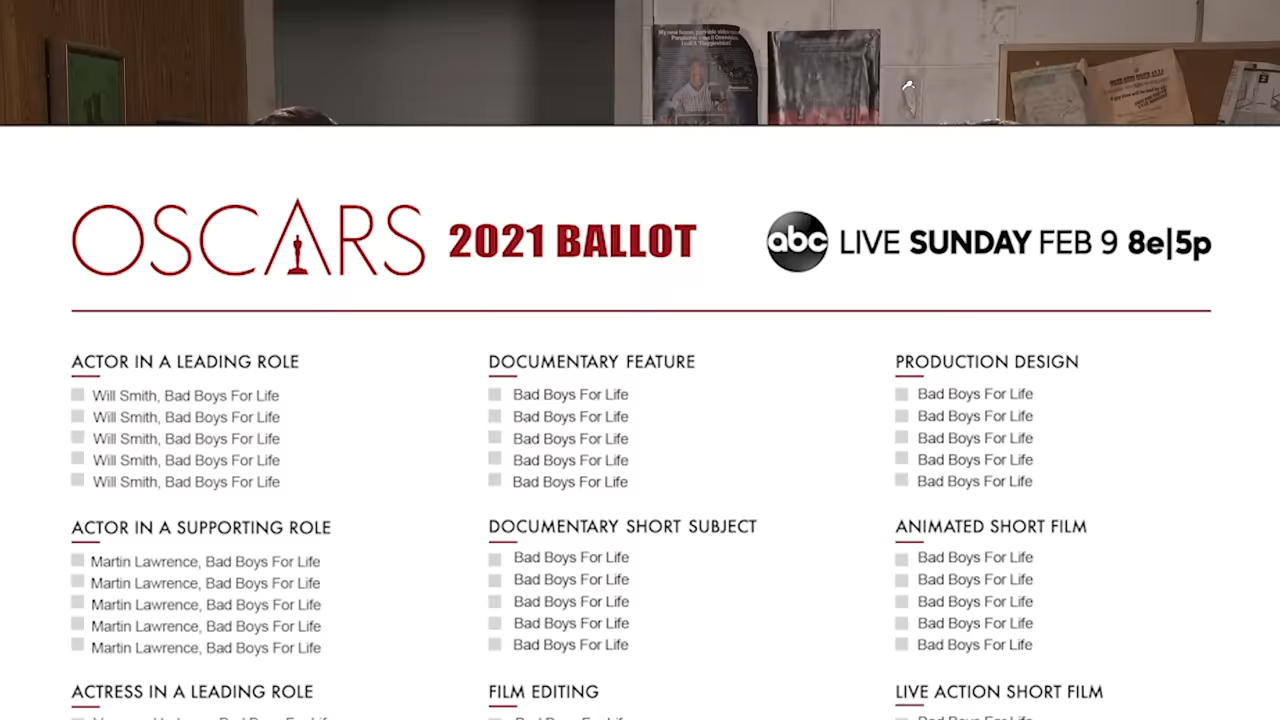 OSCARS 2021 BALLOT
abc LIVE SUNDAY FEB 9 8e|5p
ACTOR IN A LEADING ROLE
Will Smith, Bad Boys For Life
Will Smith, Bad Boys For Life
Will Smith, Bad Boys For Life
Will Smith, Bad Boys For Life
Will Smith, Bad Boys For Life
ACTOR IN A SUPPORTING ROLE
Martin Lawrence, Bad Boys For Life
Martin Lawrence, Bad Boys For Life
Martin Lawrence, Bad Boys For Life
Martin Lawrence, Bad Boys For Life
Martin Lawrence, Bad Boys For Life
ACTRESS IN A LEADING ROLE
DOCUMENTARY FEATURE
Bad Boys For Life
Bad Boys For Life
Bad Boys For Life
Bad Boys For Life
Bad Boys For Life
DOCUMENTARY SHORT SUBJECT
Bad Boys For Life
Bad Boys For Life
Bad Boys For Life
Bad Boys For Life
Bad Boys For Life
FILM EDITING
Bad Boys For Life
PRODUCTION DESIGN
Bad Boys For Life
Bad Boys For Life
Bad Boys For Life
Bad Boys For Life
Bad Boys For Life
ANIMATED SHORT FILM
Bad Boys For Life
Bad Boys For Life
Bad Boys For Life
Bad Boys For Life
Bad Boys For Life
LIVE ACTION SHORT FILM
Bad Boys For Life